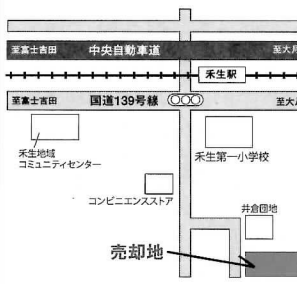 至富士吉田 中央自動車道 至大月
禾生駅
至富士吉田 国道139号線 至大
禾生地域
コミュニティセンター
禾生第一小学校
コンビニエンスストア
井倉団地
売却地